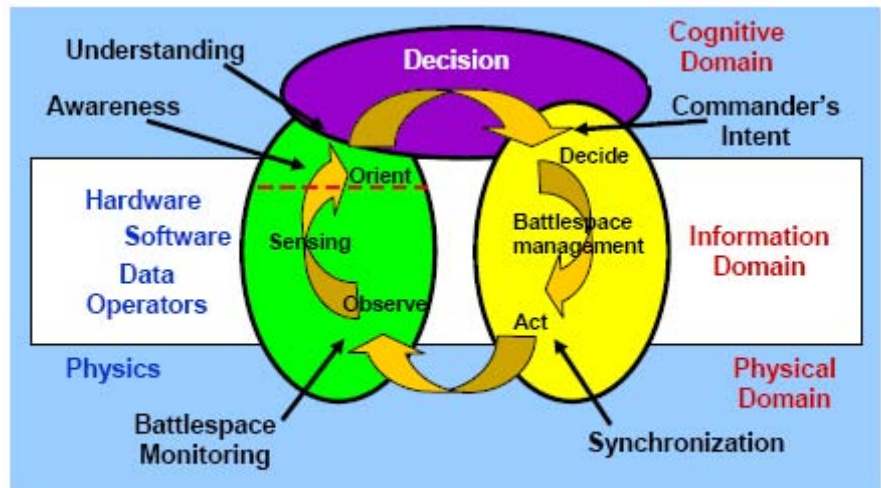 Understanding
Decision
Cognitive
Domain
Awareness
Commander's
Intent
Decide
Orient
Hardware
Software
Data
Operators
Sensing
Battlespace
management
Information
Domain
Observe
Act
Physics
Physical
Domain
Battlespace
Monitoring
Synchronization